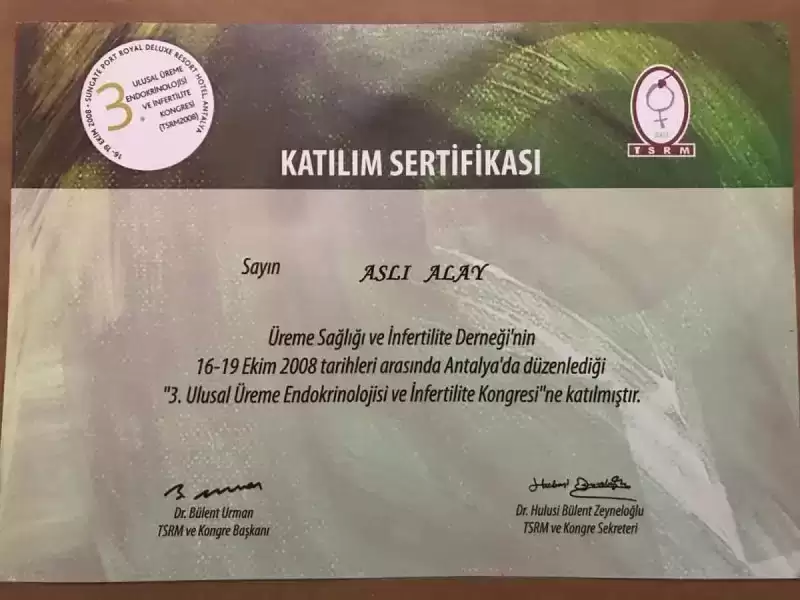 16-19 EKİM 2008 • SUNGATE PORT ROYAL DELUXE RESORT HOTEL ANTALYA
3.
ULUSAL ÜREME
ENDOKRİNOLOJİSİ
VE İNFERTİLİTE
KONGRESİ
(TSRM2008)
TSRM
KATILIM SERTİFİKASI
Sayın ASLI ALAY
Üreme Sağlığı ve İnfertilite Derneği'nin
16-19 Ekim 2008 tarihleri arasında Antalya'da düzenlediği
"3. Ulusal Üreme Endokrinolojisi ve İnfertilite Kongresi"ne katılmıştır.
Dr. Bülent Urman
TSRM ve Kongre Başkanı
Dr. Hulusi Bülent Zeyneloğlu
TSRM ve Kongre Sekreteri